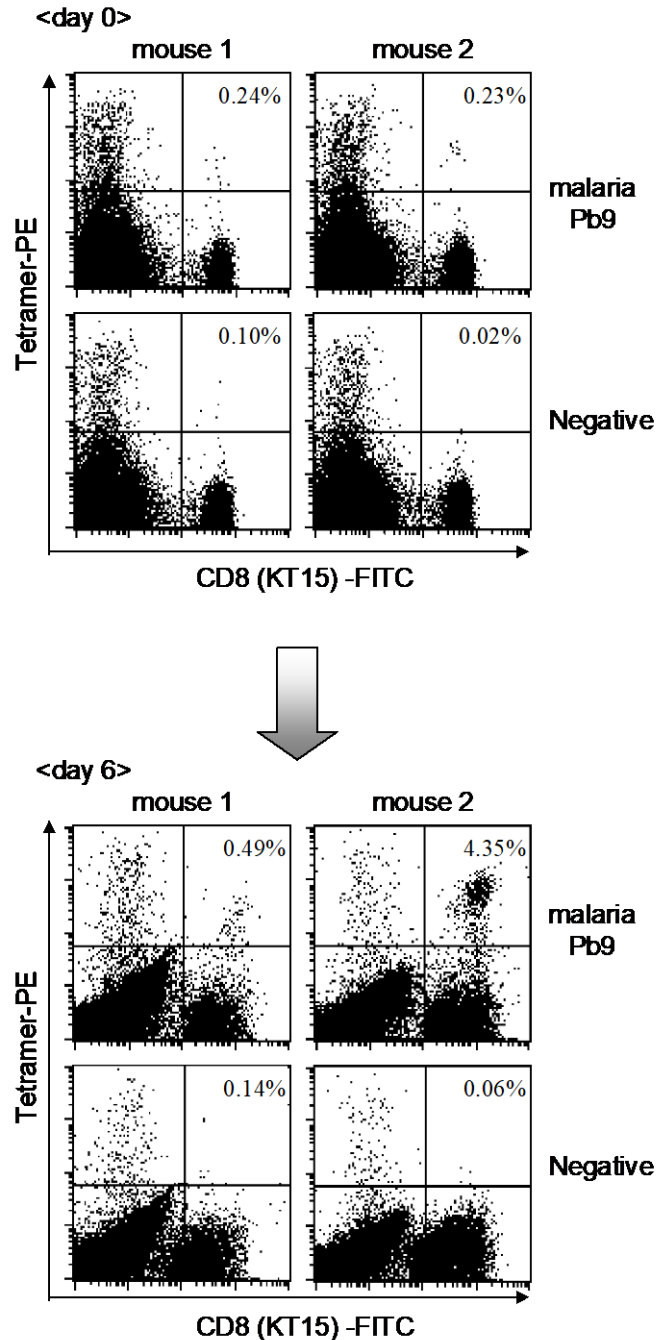 <day 0>
mouse 1 mouse 2
0.24% 0.23%
malaria
Pb9
0.10% 0.02%
Negative
Tetramer-PE
CD8 (KT15) -FITC
<day 6>
mouse 1 mouse 2
0.49% 4.35%
malaria
Pb9
0.14% 0.06%
Negative
Tetramer-PE
CD8 (KT15) -FITC